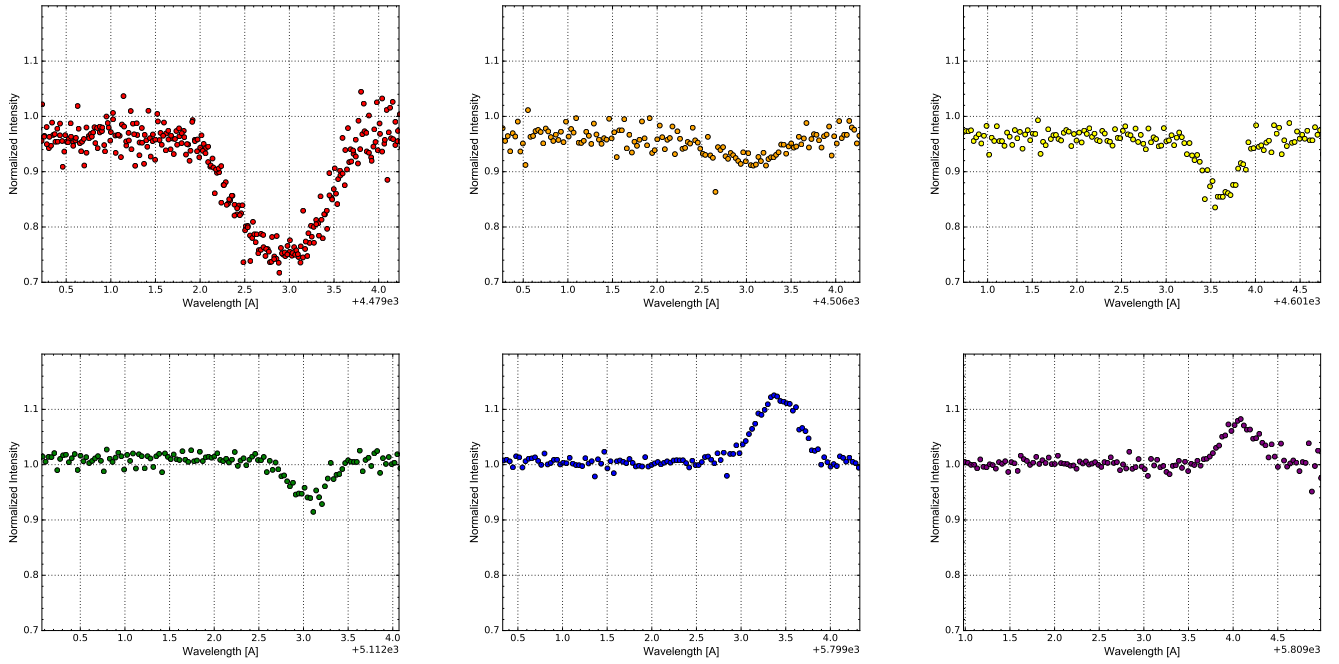 1.1
1.0
0.9
0.8
0.7
Normalized Intensity
0.5 1.0 1.5 2.0 2.5 3.0 3.5 4.0
Wavelength [A]
+4.479e3
1.1
1.0
0.9
0.8
0.7
Normalized Intensity
0.5 1.0 1.5 2.0 2.5 3.0 3.5 4.0
Wavelength [A]
+4.506e3
1.1
1.0
0.9
0.8
0.7
Normalized Intensity
1.0 1.5 2.0 2.5 3.0 3.5 4.0 4.5
Wavelength [A]
+4.601e3
1.1
1.0
0.9
0.8
0.7
Normalized Intensity
0.5 1.0 1.5 2.0 2.5 3.0 3.5 4.0
Wavelength [A]
+5.112e3
1.1
1.0
0.9
0.8
0.7
Normalized Intensity
0.5 1.0 1.5 2.0 2.5 3.0 3.5 4.0
Wavelength [A]
+5.799e3
1.1
1.0
0.9
0.8
0.7
Normalized Intensity
1.0 1.5 2.0 2.5 3.0 3.5 4.0 4.5
Wavelength [A]
+5.809e3